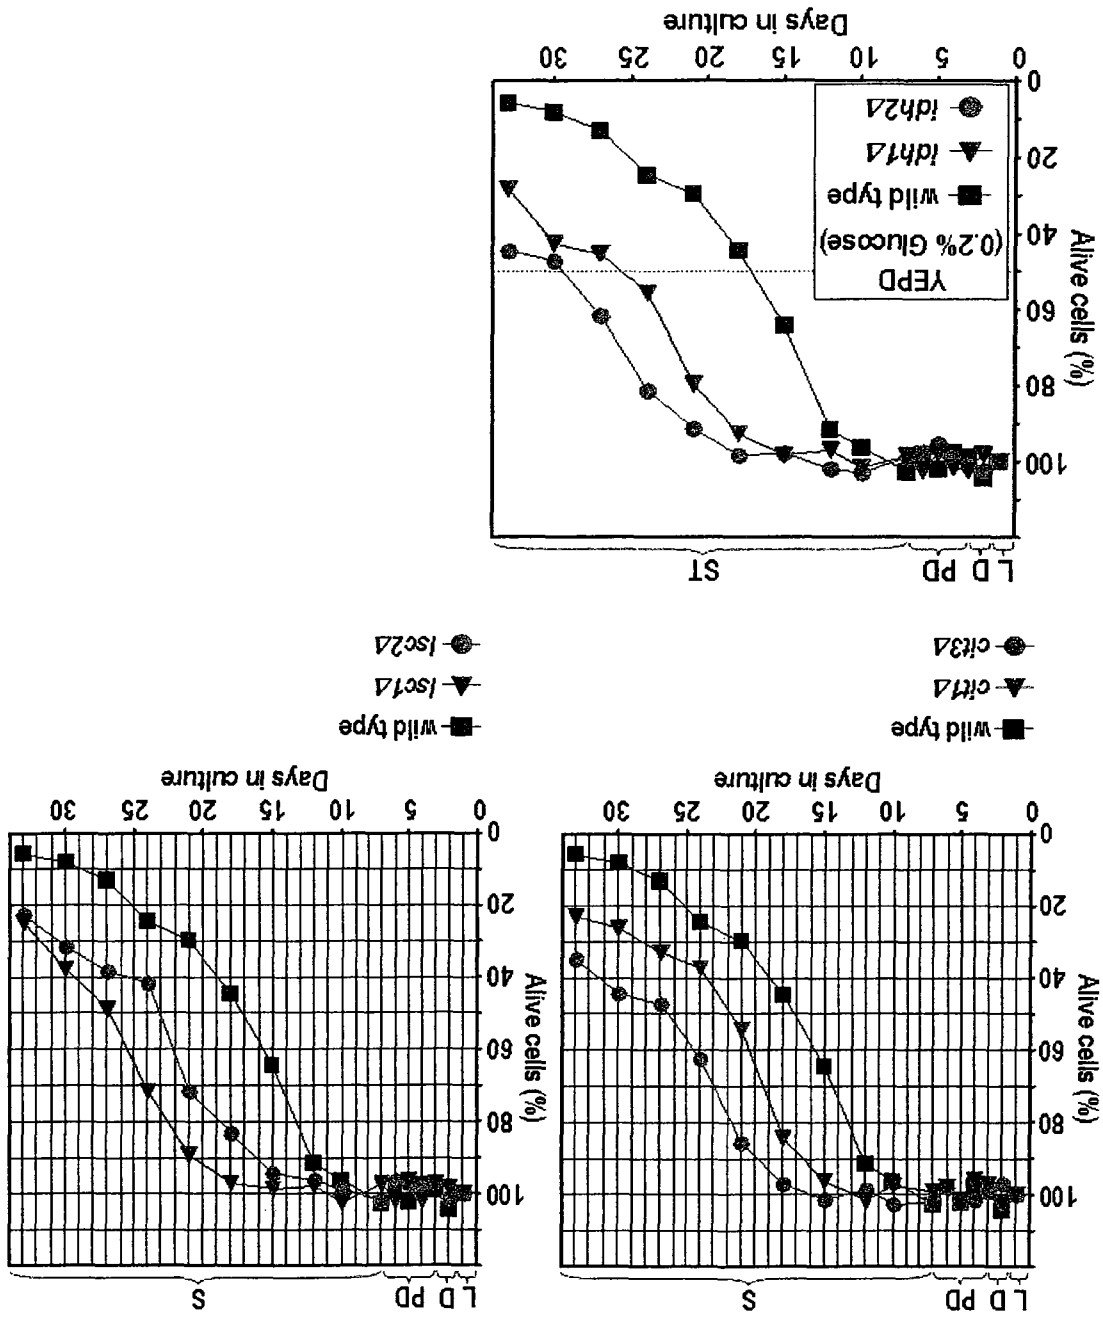 L D PD S
Alive cells (%)
100
80
60
40
20
0
0 5 10 15 20 25 30
Days in culture
wild type
cit1Δ
cit3Δ
L D PD S
Alive cells (%)
100
80
60
40
20
0
0 5 10 15 20 25 30
Days in culture
wild type
lsc1Δ
lsc2Δ
L D PD ST
Alive cells (%)
100
80
60
40
20
0
YEPD
(0.2% Glucose)
wild type
idh1Δ
idh2Δ
0 5 10 15 20 25 30
Days in culture